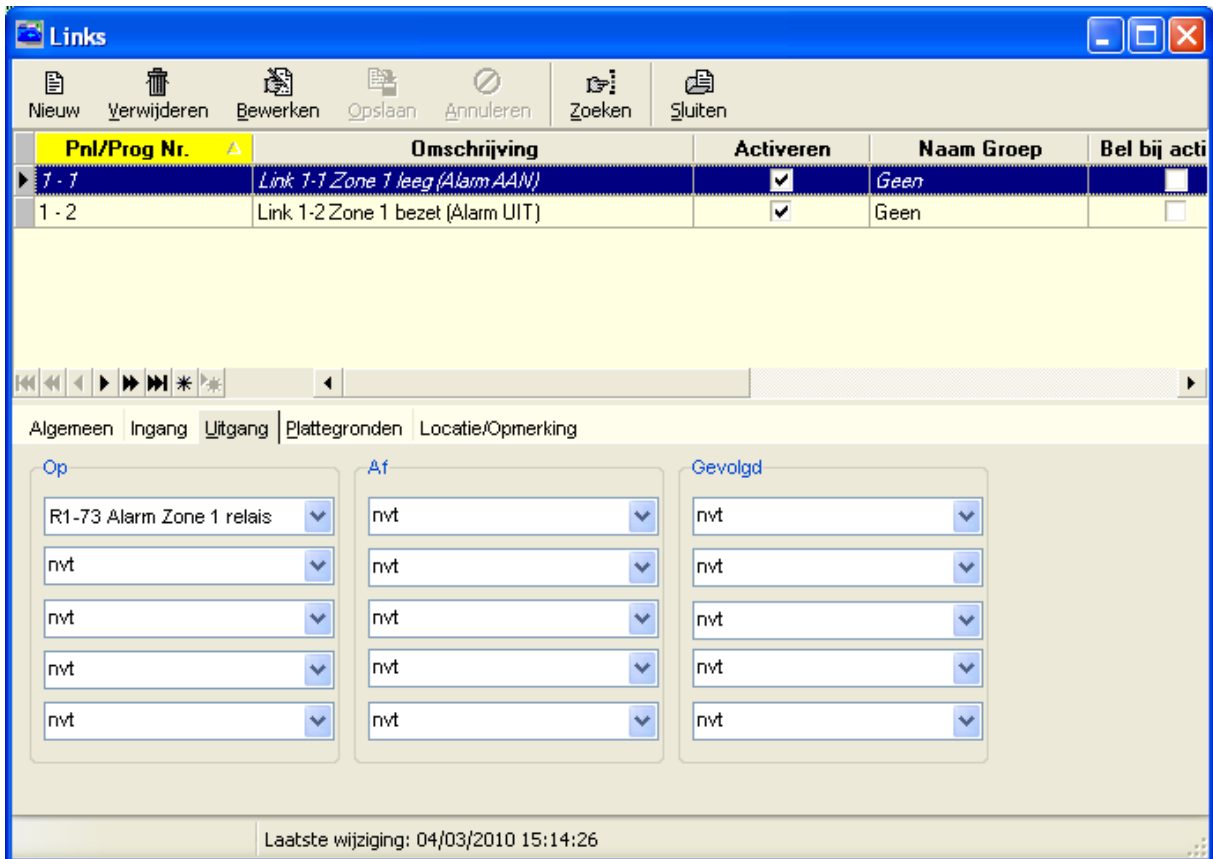 Links
Nieuw Verwijderen Bewerken Opslaan Annuleren Zoeken Sluiten
Pnl/Prog Nr. Omschrijving Activeren Naam Groep Bel bij acti
1 - 1 Link 1-1 Zone 1 leeg (Alarm AAN) Geen
1 - 2 Link 1-2 Zone 1 bezet (Alarm UIT) Geen
Algemeen Ingang Uitgang Plattegronden Locatie/Opmerking
Op Af Gevolgd
R1-73 Alarm Zone 1 relais nvt nvt
nvt nvt nvt
nvt nvt nvt
nvt nvt nvt
nvt nvt nvt
Laatste wijziging: 04/03/2010 15:14:26